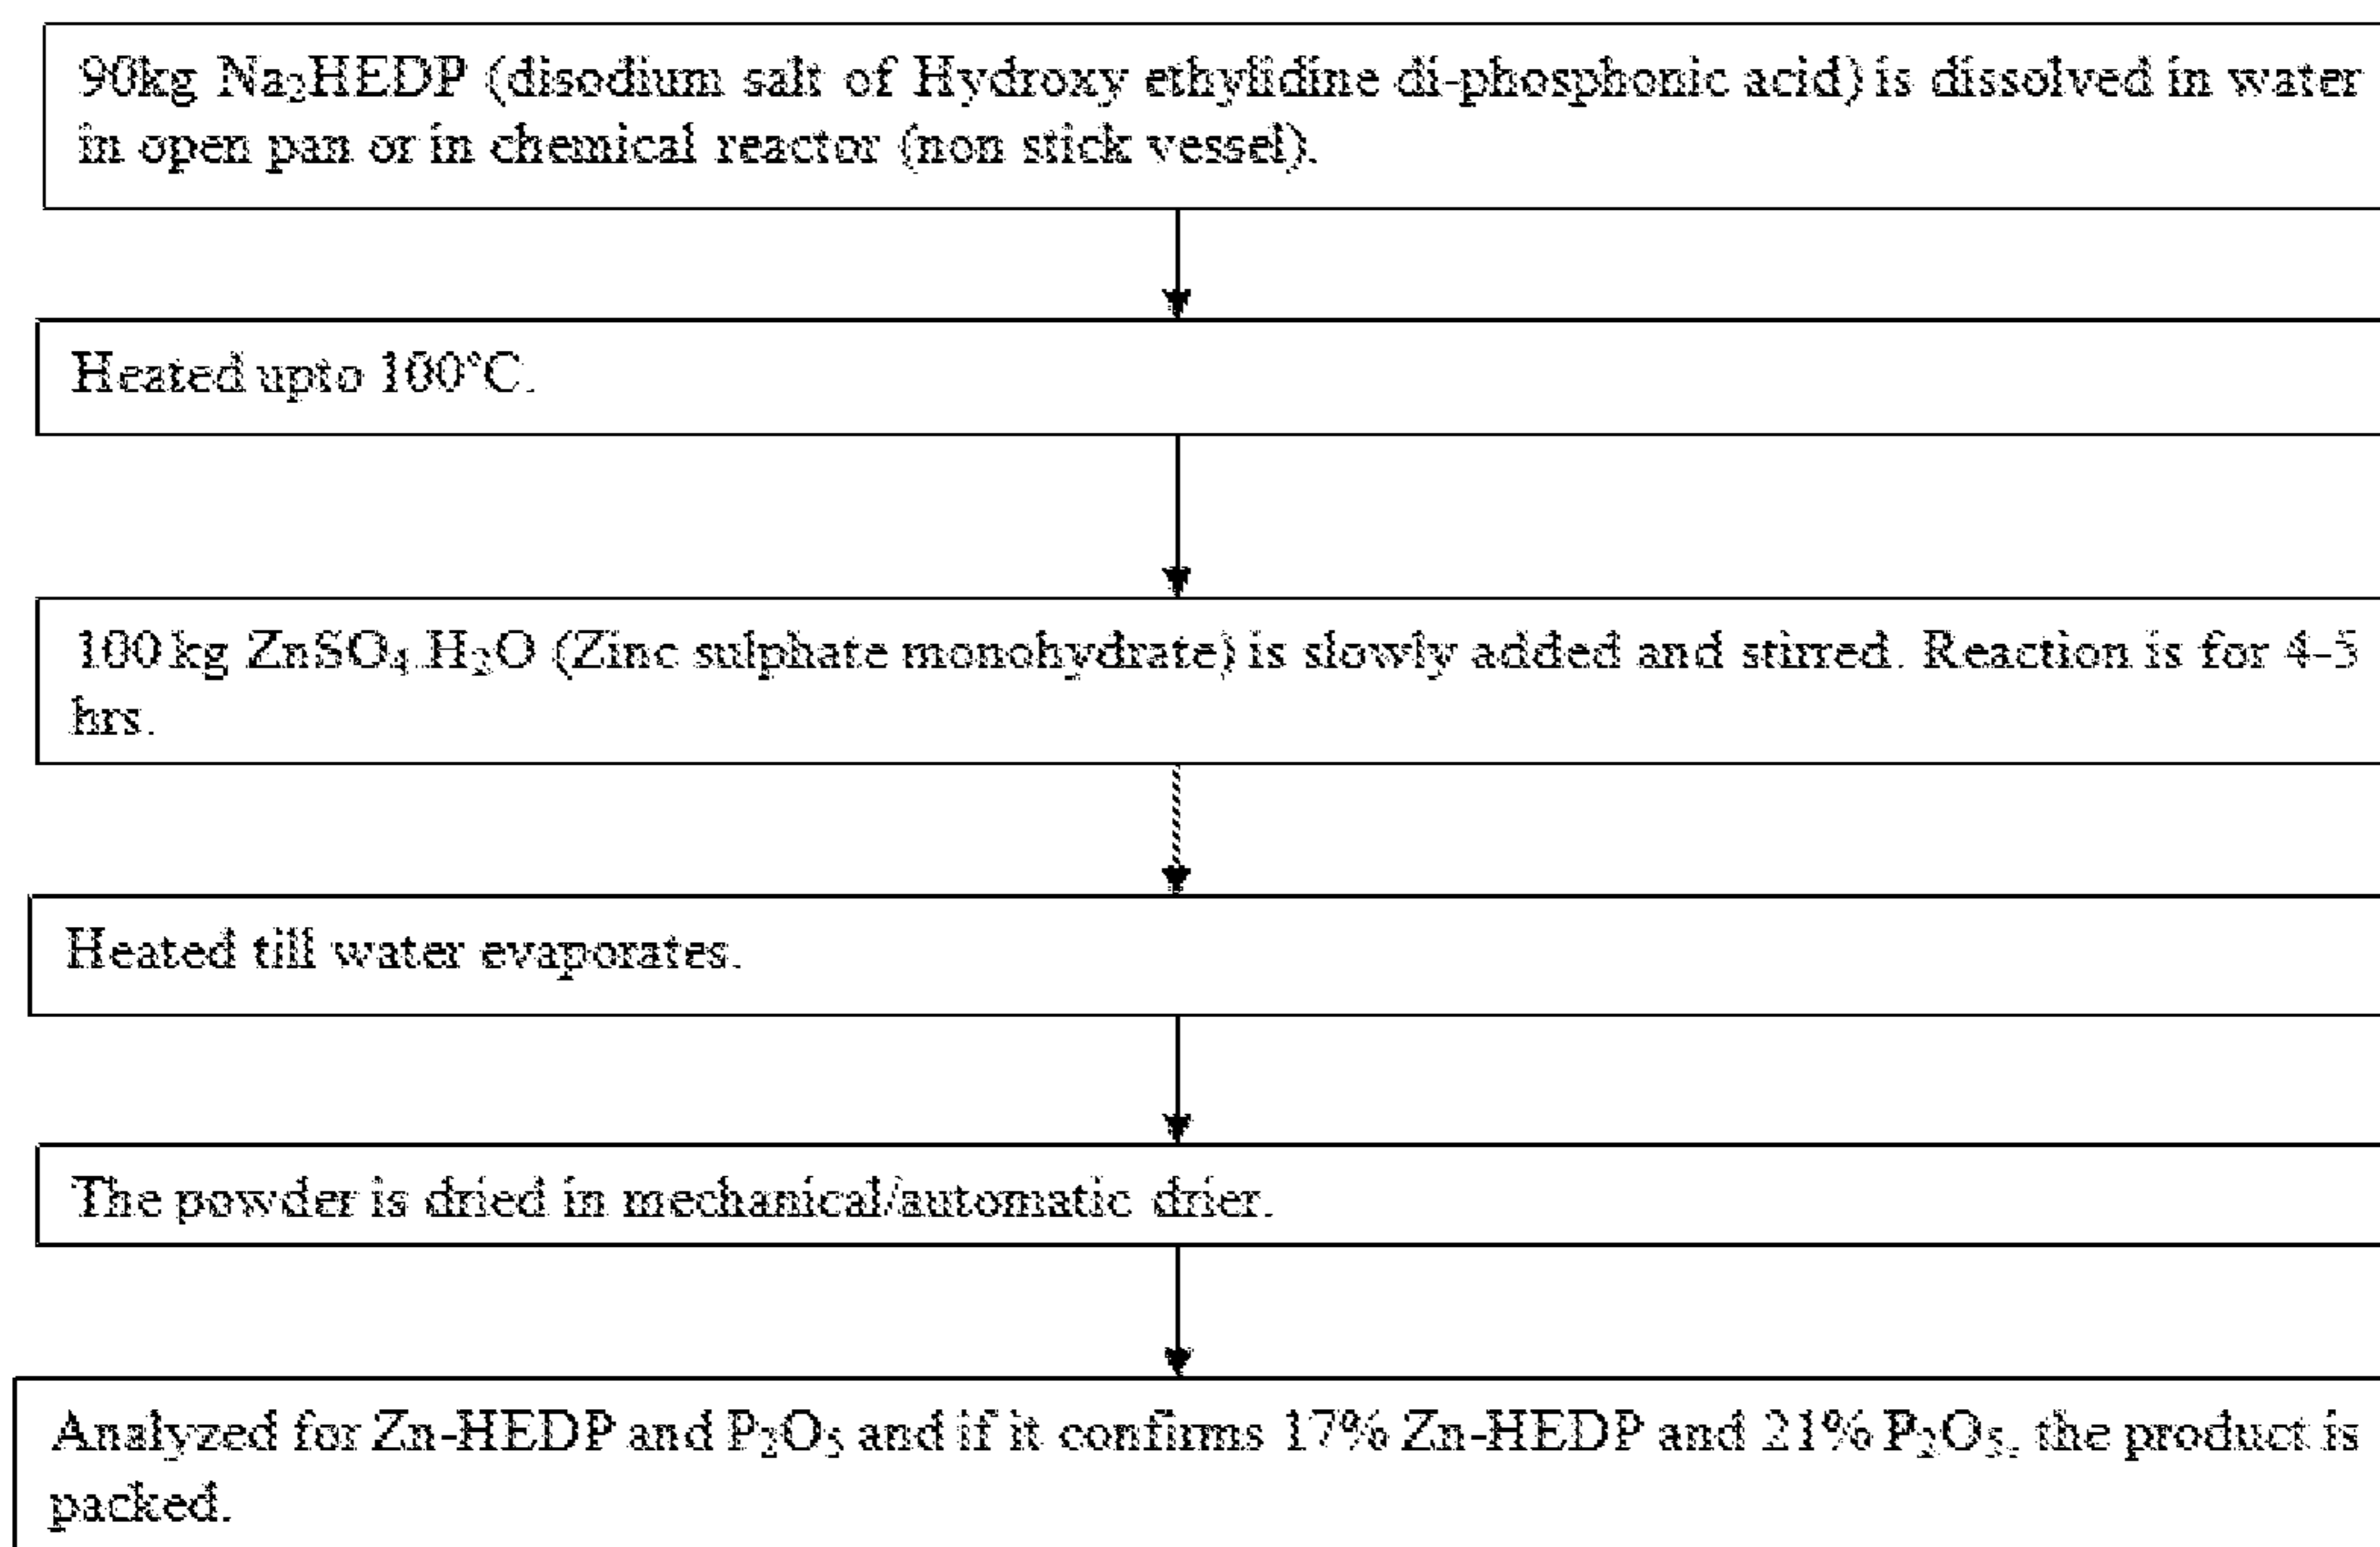 90kg Na₂HEDP (disodium salt of Hydroxy ethylidine di-phosphonic acid) is dissolved in water
in open pan or in chemical reactor (non stick vessel).
Heated upto 100°C.
100 kg ZnSO₄.H₂O (Zinc sulphate monohydrate) is slowly added and stirred. Reaction is for 4-5
hrs.
Heated till water evaporates.
The powder is dried in mechanical/automatic drier.
Analyzed for Zn-HEDP and P₂O₅ and if it confirms 17% Zn-HEDP and 21% P₂O₅, the product is
packed.